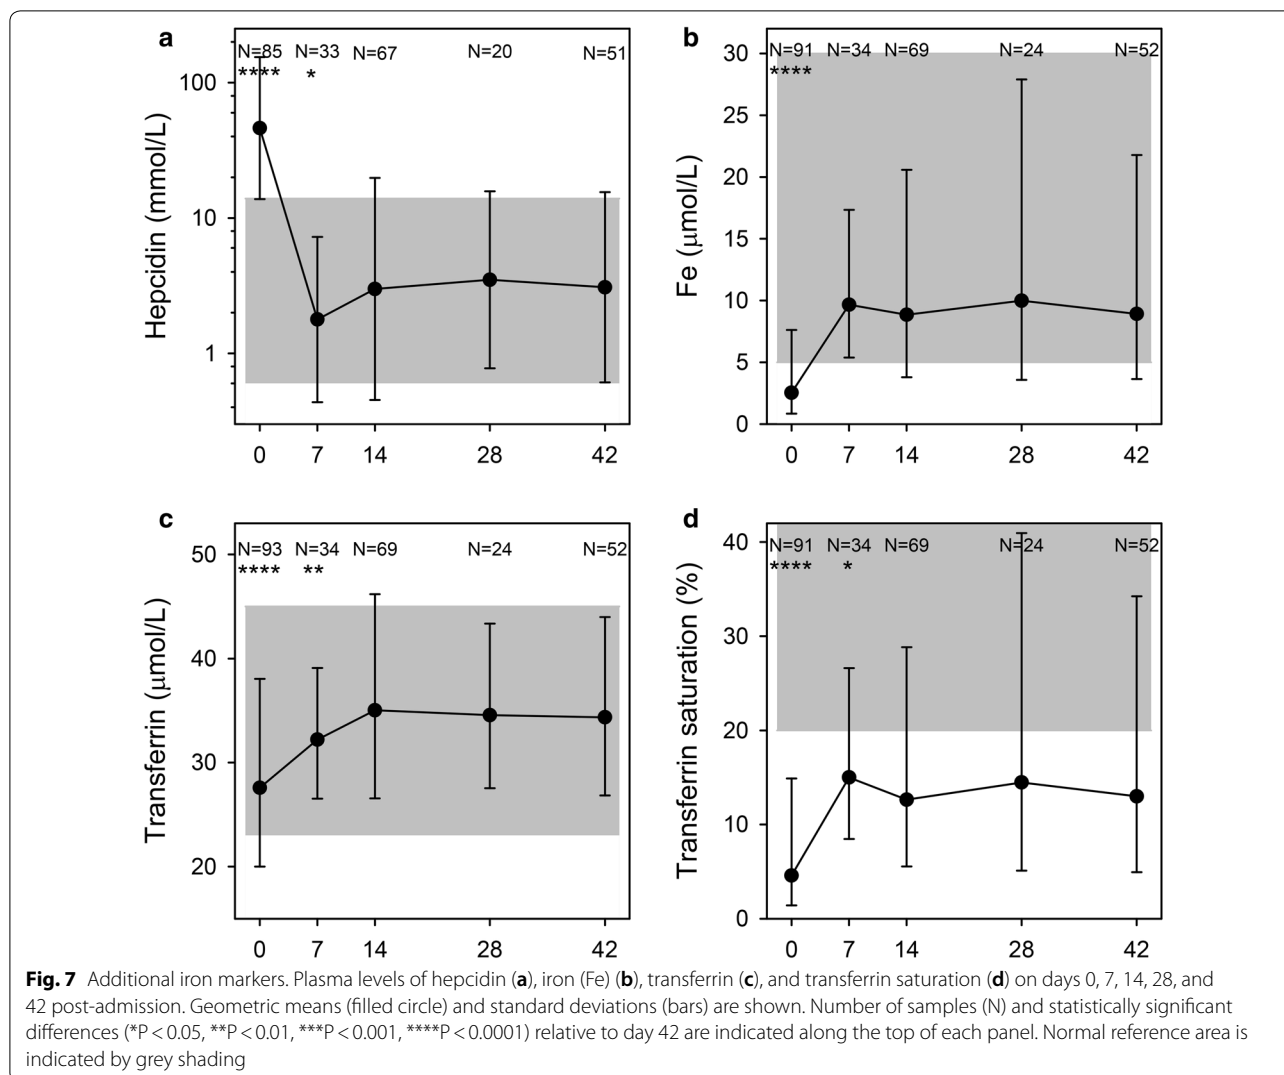 a
N=85 N=33 N=67 N=20 N=51
**** *
100
10
1
Hepcidin (mmol/L)
0 7 14 28 42
b
N=91 N=34 N=69 N=24 N=52
****
30
25
20
15
10
5
0
Fe (μmol/L)
0 7 14 28 42
c
N=93 N=34 N=69 N=24 N=52
**** **
50
40
30
20
Transferrin (μmol/L)
0 7 14 28 42
d
N=91 N=34 N=69 N=24 N=52
**** *
40
30
20
10
0
Transferrin saturation (%)
0 7 14 28 42
Fig. 7 Additional iron markers. Plasma levels of hepcidin (a), iron (Fe) (b), transferrin (c), and transferrin saturation (d) on days 0, 7, 14, 28, and
42 post-admission. Geometric means (filled circle) and standard deviations (bars) are shown. Number of samples (N) and statistically significant
differences (*P < 0.05, **P < 0.01, ***P < 0.001, ****P < 0.0001) relative to day 42 are indicated along the top of each panel. Normal reference area is
indicated by grey shading